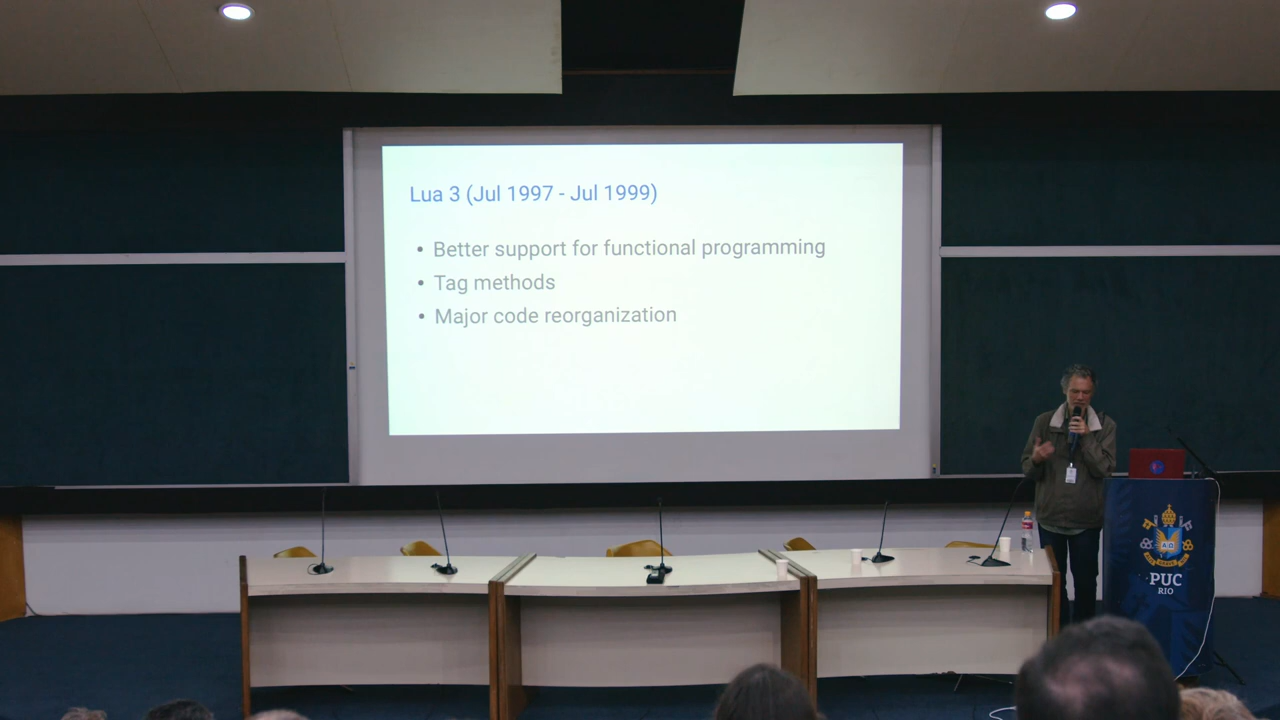 Lua 3 (Jul 1997 - Jul 1999)
• Better support for functional programming
• Tag methods
• Major code reorganization
PUC
RIO